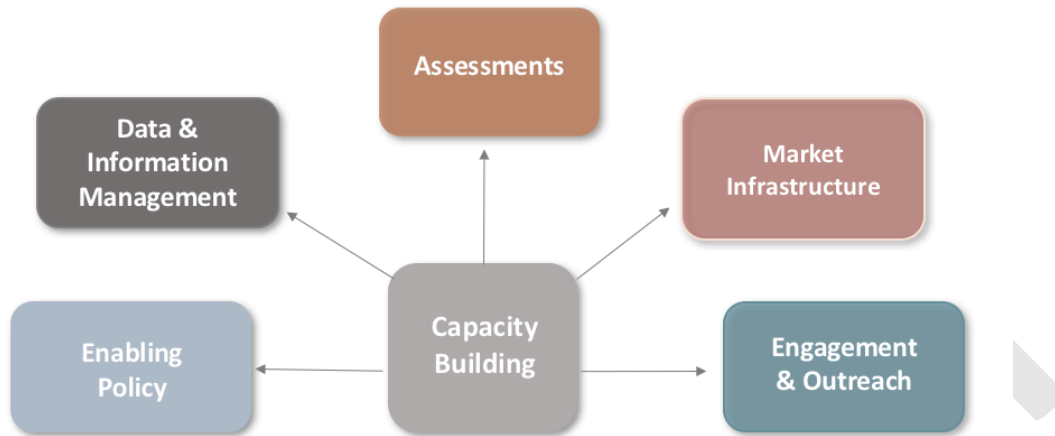 Assessments
Data &
Information
Management
Market
Infrastructure
Capacity
Building
Enabling
Policy
Engagement
& Outreach